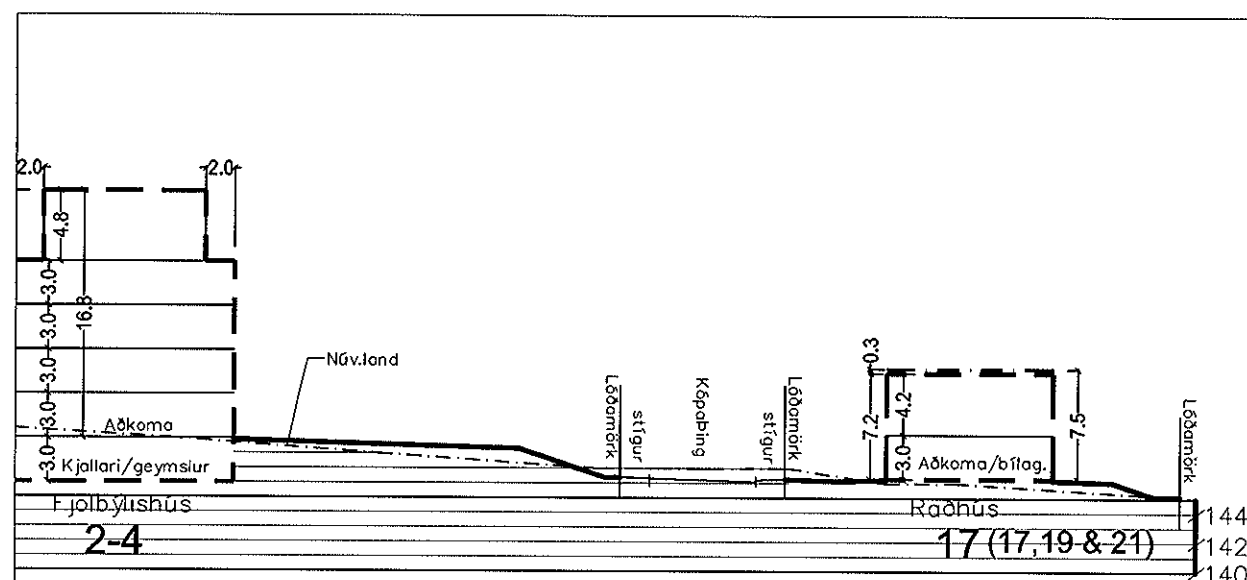 2.0
2.0
4.8
3.0
16.8
3.0
3.0
3.0
3.0
Núv.land
Aðkoma
Kjallari/geymslur
Lóðamörk
stígur
Kópabing
stígur
Lóðamörk
0.3
7.2
4.2
3.0
7.5
Aðkoma/bílag.
Lóðamörk
Fjölbýlishús
2-4
Raðhús
17 (17,19 & 21)
144
142
140